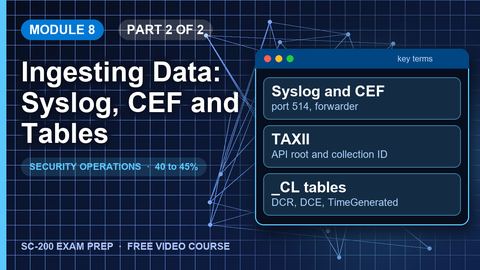 MODULE 8
PART 2 OF 2
Ingesting Data:
Syslog, CEF and
Tables
SECURITY OPERATIONS · 40 to 45%
SC-200 EXAM PREP · FREE VIDEO COURSE
key terms
Syslog and CEF
port 514, forwarder
TAXII
API root and collection ID
_CL tables
DCR, DCE, TimeGenerated